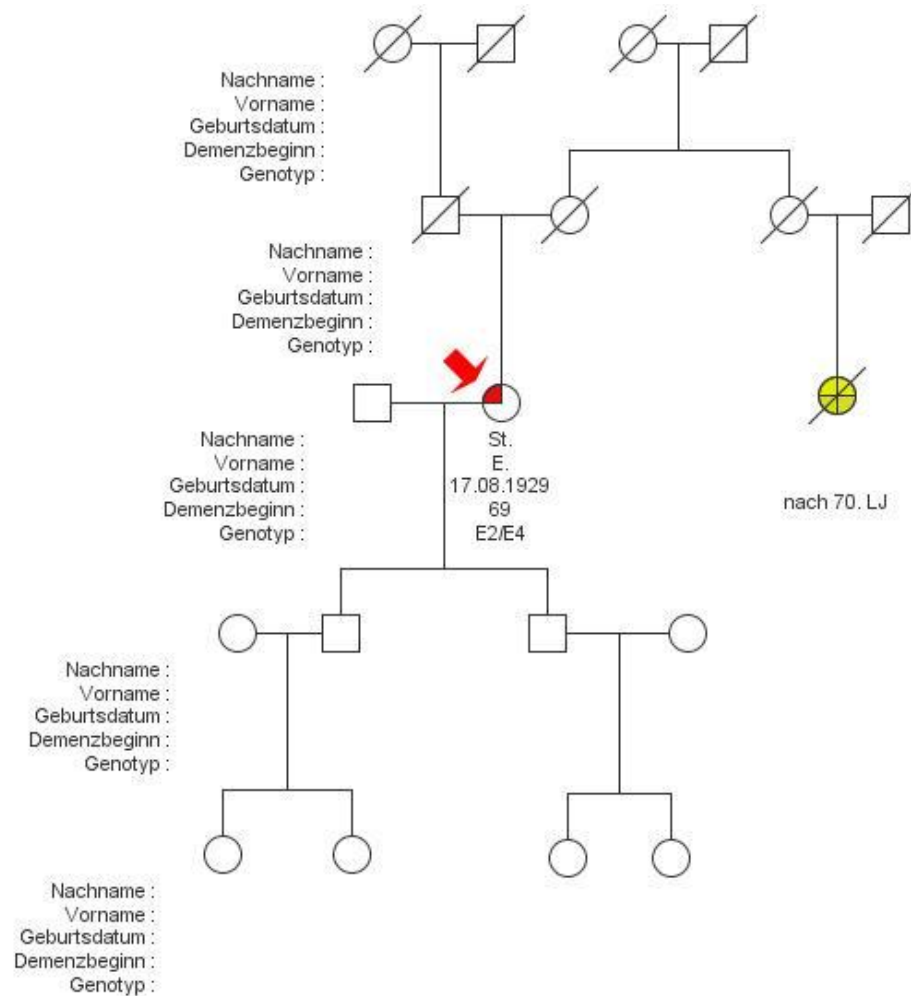 Nachname :
Vorname :
Geburtsdatum :
Demenzbeginn :
Genotyp :
Nachname :
Vorname :
Geburtsdatum :
Demenzbeginn :
Genotyp :
Nachname : St.
Vorname : E.
Geburtsdatum : 17.08.1929
Demenzbeginn : 69
Genotyp : E2/E4
nach 70. LJ
Nachname :
Vorname :
Geburtsdatum :
Demenzbeginn :
Genotyp :
Nachname :
Vorname :
Geburtsdatum :
Demenzbeginn :
Genotyp :